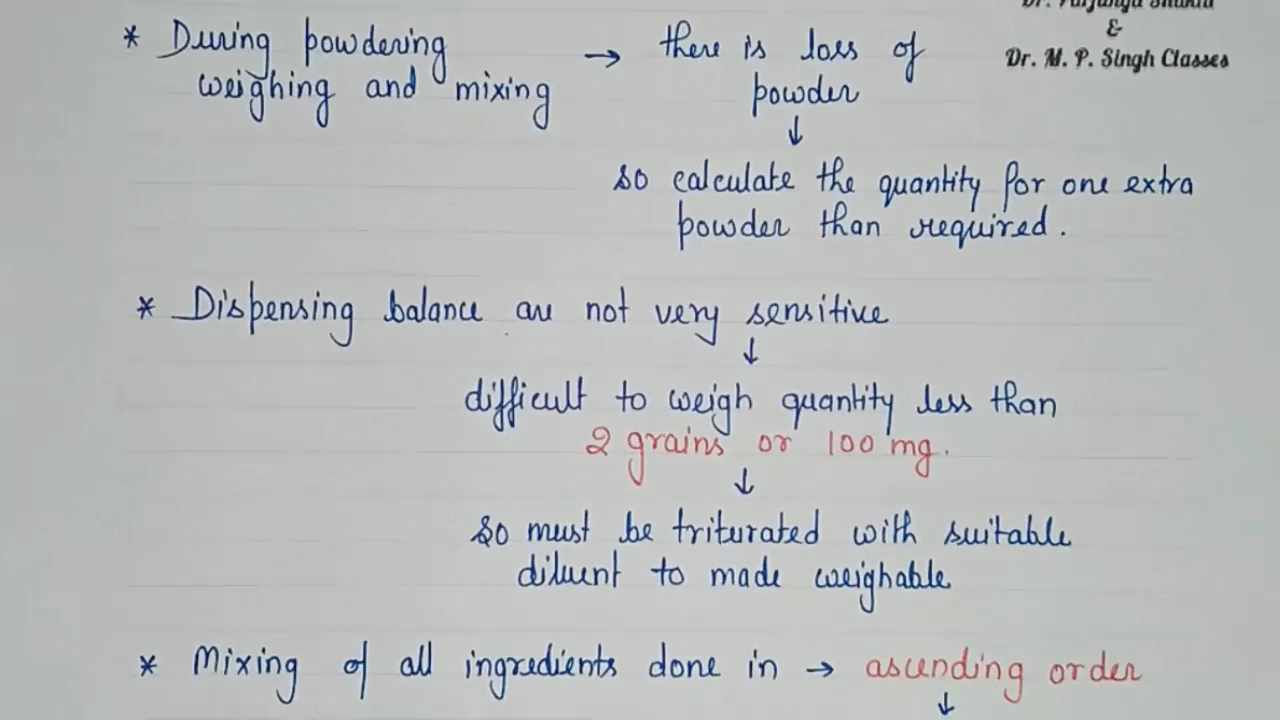 * During powdering → there is loss of
weighing and mixing powder
↓
so calculate the quantity for one extra
powder than required.
* Dispensing balance are not very sensitive
↓
difficult to weigh quantity less than
2 grains or 100 mg.
↓
so must be triturated with suitable
diluent to made weighable
* Mixing of all ingredients done in → ascending order
↓
&
Dr. M. P. Singh Classes